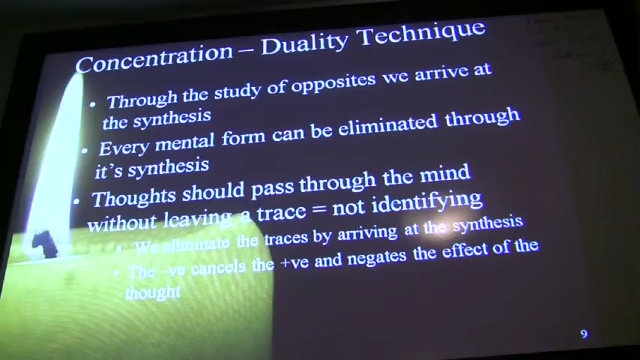 Concentration – Duality Technique
• Through the study of opposites we arrive at
the synthesis
• Every mental form can be eliminated through
it's synthesis
• Thoughts should pass through the mind
without leaving a trace = not identifying
• We eliminate the traces by arriving at the synthesis
• The –ve cancels the +ve and negates the effect of the
thought
9